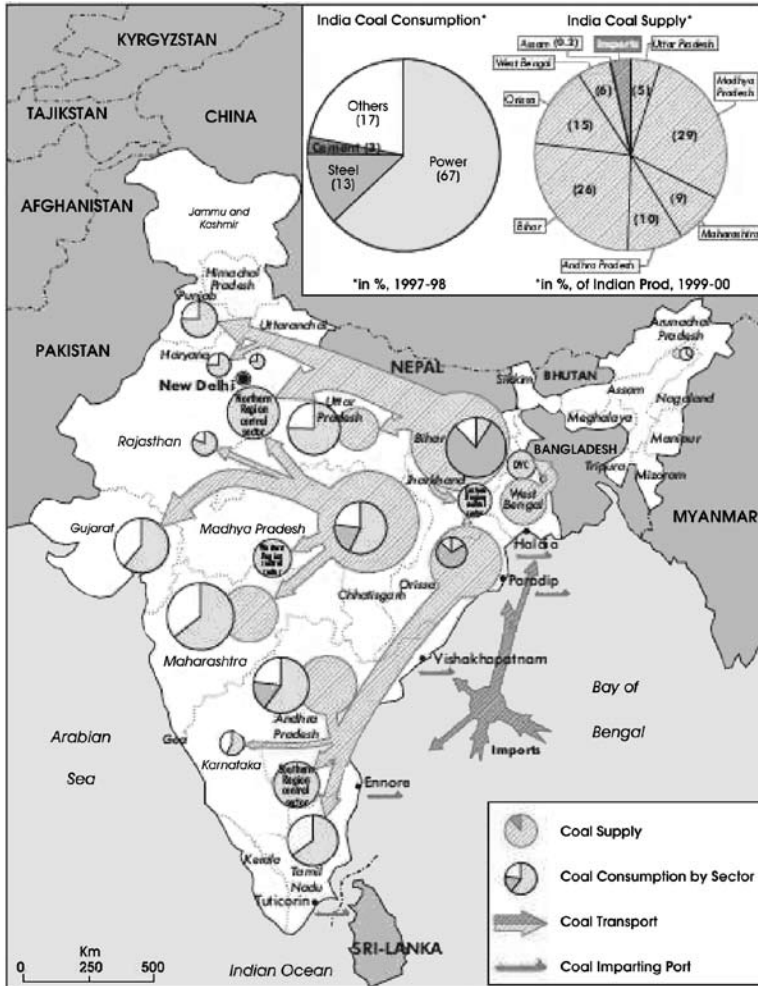 KYRGYZSTAN
TAJIKSTAN
CHINA
AFGHANISTAN
PAKISTAN
NEPAL
BHUTAN
BANGLADESH
MYANMAR
SRI-LANKA
India Coal Consumption*
Others
(17)
Cement (3)
Steel
(13)
Power
(67)
*in %, 1997-98
India Coal Supply*
Assam (0.2)
Imports
Uttar Pradesh
West Bengal
Orissa
Bihar
Andhra Pradesh
Maharashtra
Madhya
Pradesh
(6)
(5)
(15)
(29)
(26)
(9)
(10)
*in %, of Indian Prod, 1999-00
Jammu and
Kashmir
Himachal
Pradesh
Punjab
Uttaranchal
Haryana
New Delhi
Northern
Region
central
sector
Uttar
Pradesh
Rajasthan
Bihar
Jharkhand
Sikkim
Arunachal
Pradesh
Assam
Nagaland
Meghalaya
Manipur
Tripura
Mizoram
DVC
West
Bengal
Gujarat
Madhya Pradesh
Haldia
Paradip
Orissa
Chhatisgarh
Maharashtra
Vishakhapatnam
Andhra
Pradesh
Goa
Karnataka
Southern
Region
central
sector
Ennore
Kerala
Tamil
Nadu
Tuticorin
Imports
Arabian
Sea
Bay of
Bengal
Indian Ocean
Km
0
250
500
Coal Supply
Coal Consumption by Sector
Coal Transport
Coal Imparting Port